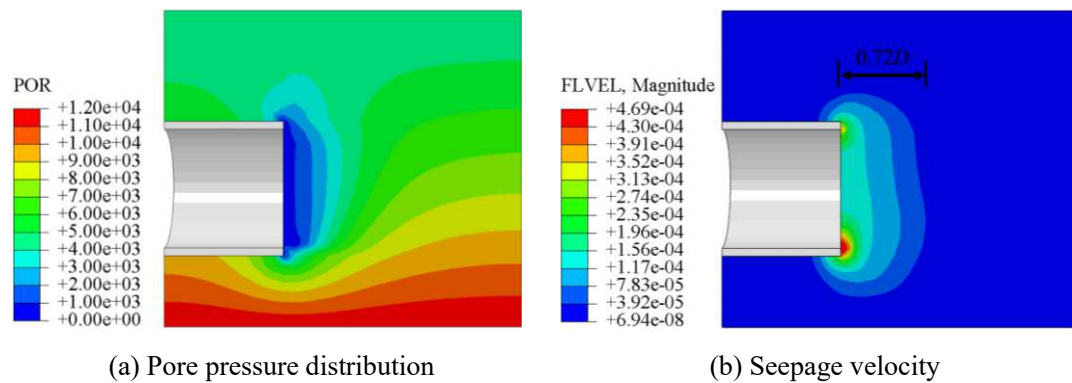 POR
+1.20e+04
+1.10e+04
+1.00e+04
+9.00e+03
+8.00e+03
+7.00e+03
+6.00e+03
+5.00e+03
+4.00e+03
+3.00e+03
+2.00e+03
+1.00e+03
+0.00e+00
0.72D
FLVEL, Magnitude
+4.69e-04
+4.30e-04
+3.91e-04
+3.52e-04
+3.13e-04
+2.74e-04
+2.35e-04
+1.96e-04
+1.56e-04
+1.17e-04
+7.83e-05
+3.92e-05
+6.94e-08
(a) Pore pressure distribution
(b) Seepage velocity